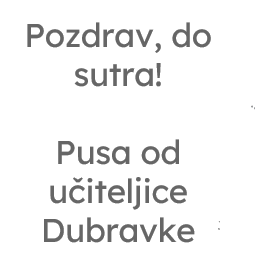 Pozdrav, do
sutra!
Pusa od
učiteljice
Dubravke